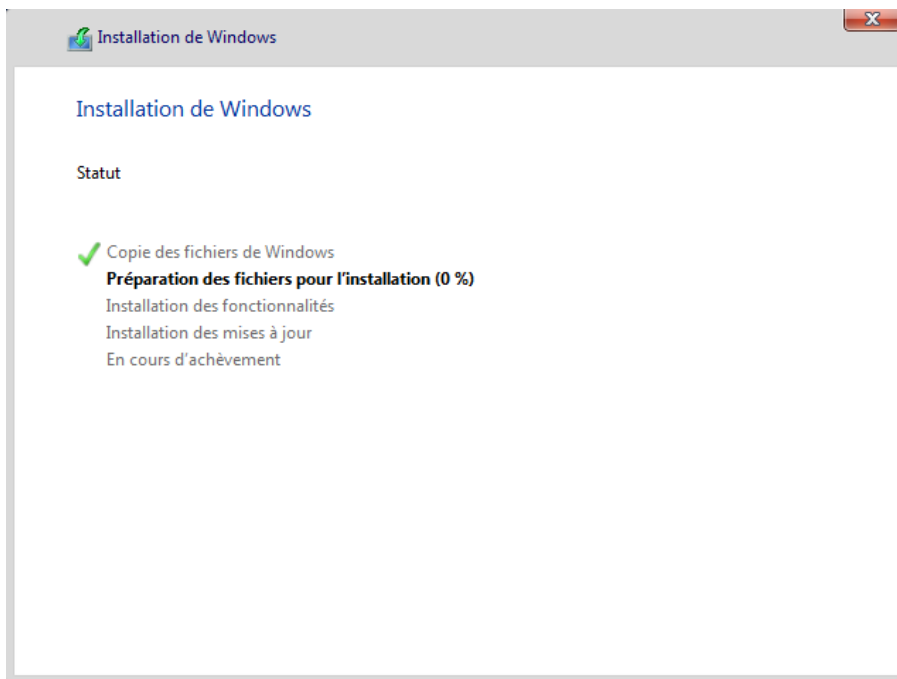 Installation de Windows
Installation de Windows
Statut
Copie des fichiers de Windows
Préparation des fichiers pour l'installation (0 %)
Installation des fonctionnalités
Installation des mises à jour
En cours d'achèvement